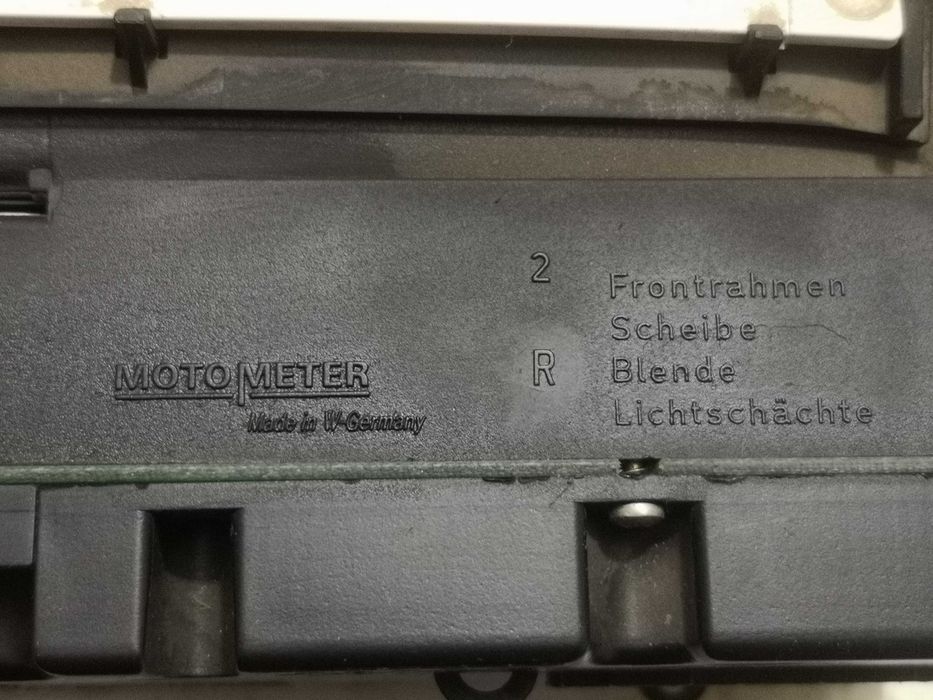 2
Frontrahmen
Scheibe
R
Blende
Lichtschächte
MOTOMETER
Made in W-Germany